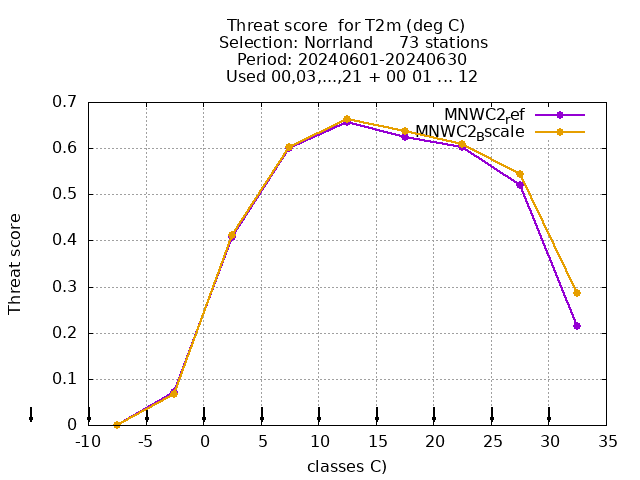 Threat score  for T2m (deg C)
Selection: Norrland     73 stations
Period: 20240601-20240630
Used 00,03,...,21 + 00 01 ... 12
MNWC2_ref
MNWC2_Bscale
0.7
0.6
0.5
0.4
0.3
0.2
0.1
0
Threat score
-10 -5 0 5 10 15 20 25 30 35
classes C)